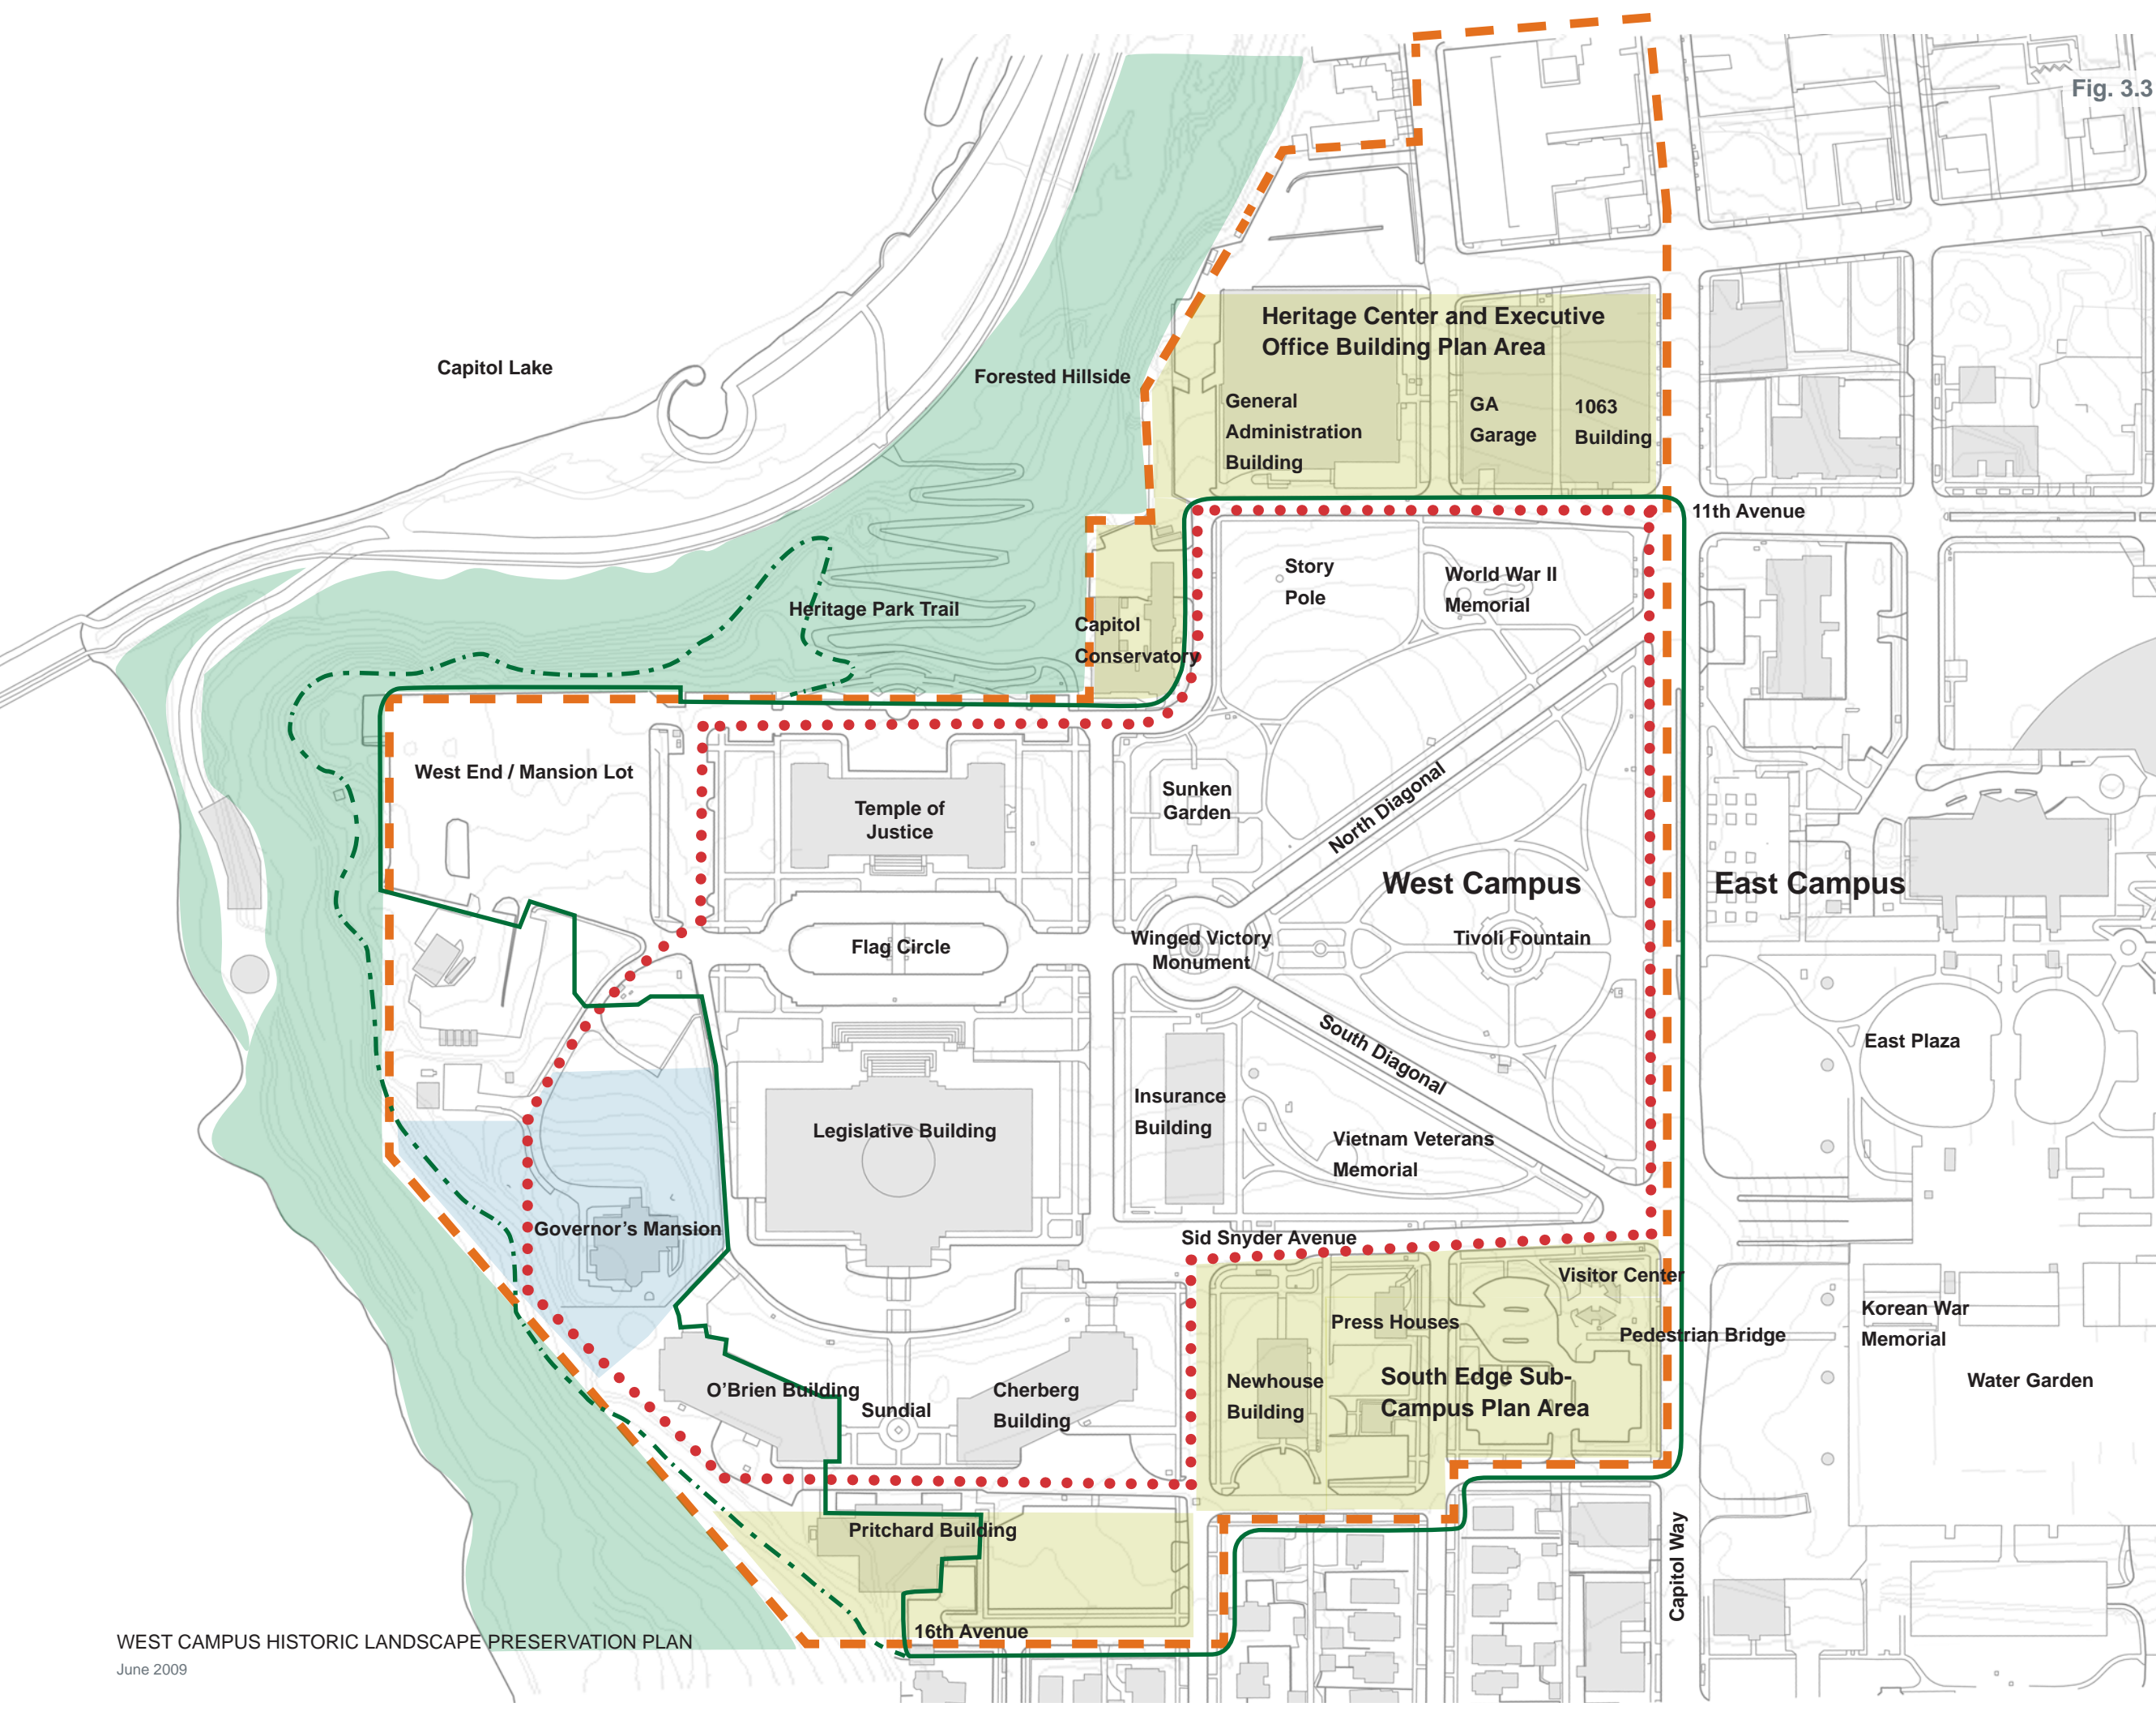 Fig. 3.3
Heritage Center and Executive
Office Building Plan Area
Capitol Lake
Forested Hillside
General
Administration
Building
GA
Garage
1063
Building
11th Avenue
Story
Pole
World War II
Memorial
Heritage Park Trail
Capitol
Conservatory
West End / Mansion Lot
Temple of
Justice
Sunken
Garden
North Diagonal
West Campus
East Campus
Flag Circle
Winged Victory
Monument
Tivoli Fountain
South Diagonal
East Plaza
Insurance
Building
Legislative Building
Vietnam Veterans
Memorial
Governor’s Mansion
Sid Snyder Avenue
Visitor Center
Press Houses
Pedestrian Bridge
Korean War
Memorial
Newhouse
Building
South Edge Sub-
Campus Plan Area
Water Garden
O’Brien Building
Sundial
Cherberg
Building
Pritchard Building
Capitol Way
16th Avenue
WEST CAMPUS HISTORIC LANDSCAPE PRESERVATION PLAN
June 2009